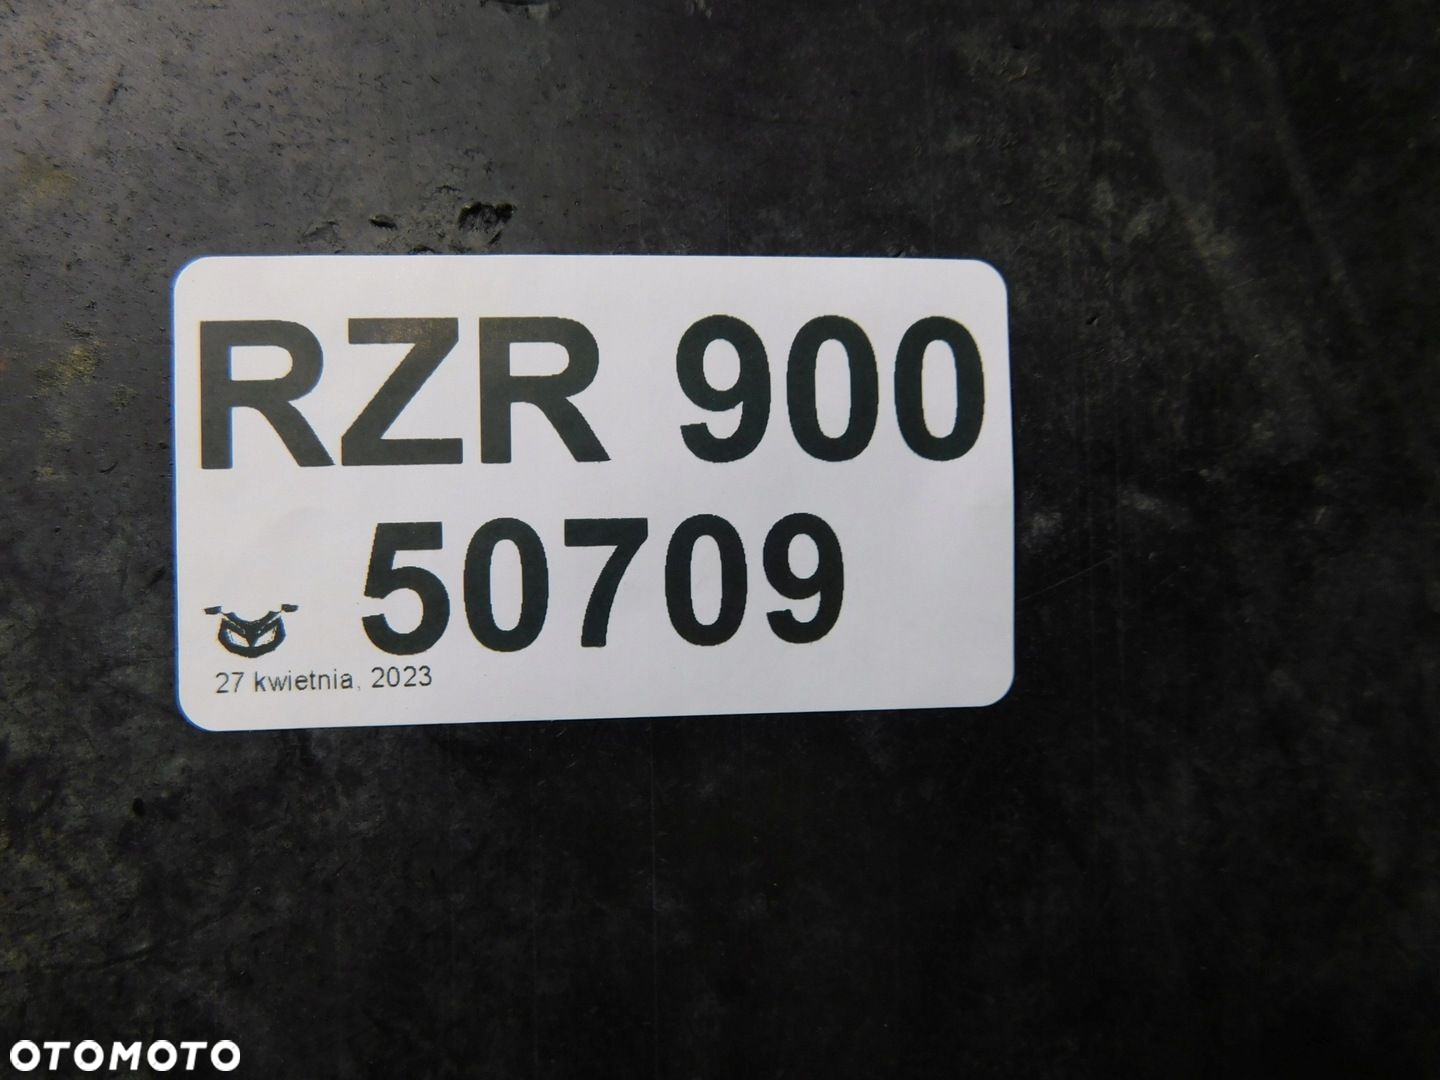 RZR 900
50709
27 kwietnia, 2023
OTOMOTO